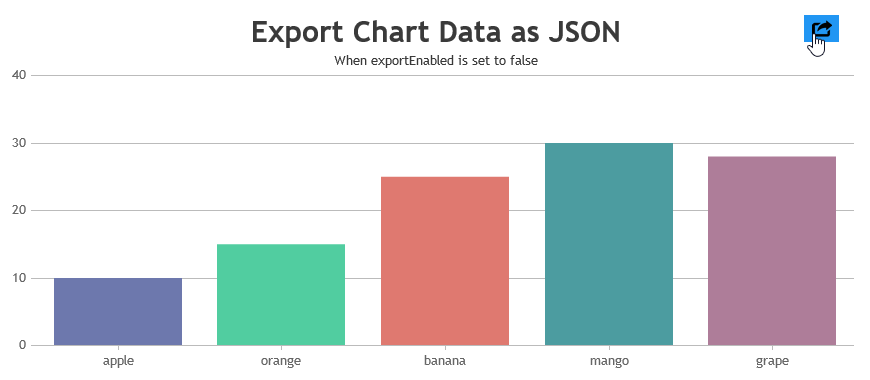 Export Chart Data as JSON
When exportEnabled is set to false
40
30
20
10
0
apple orange banana mango grape